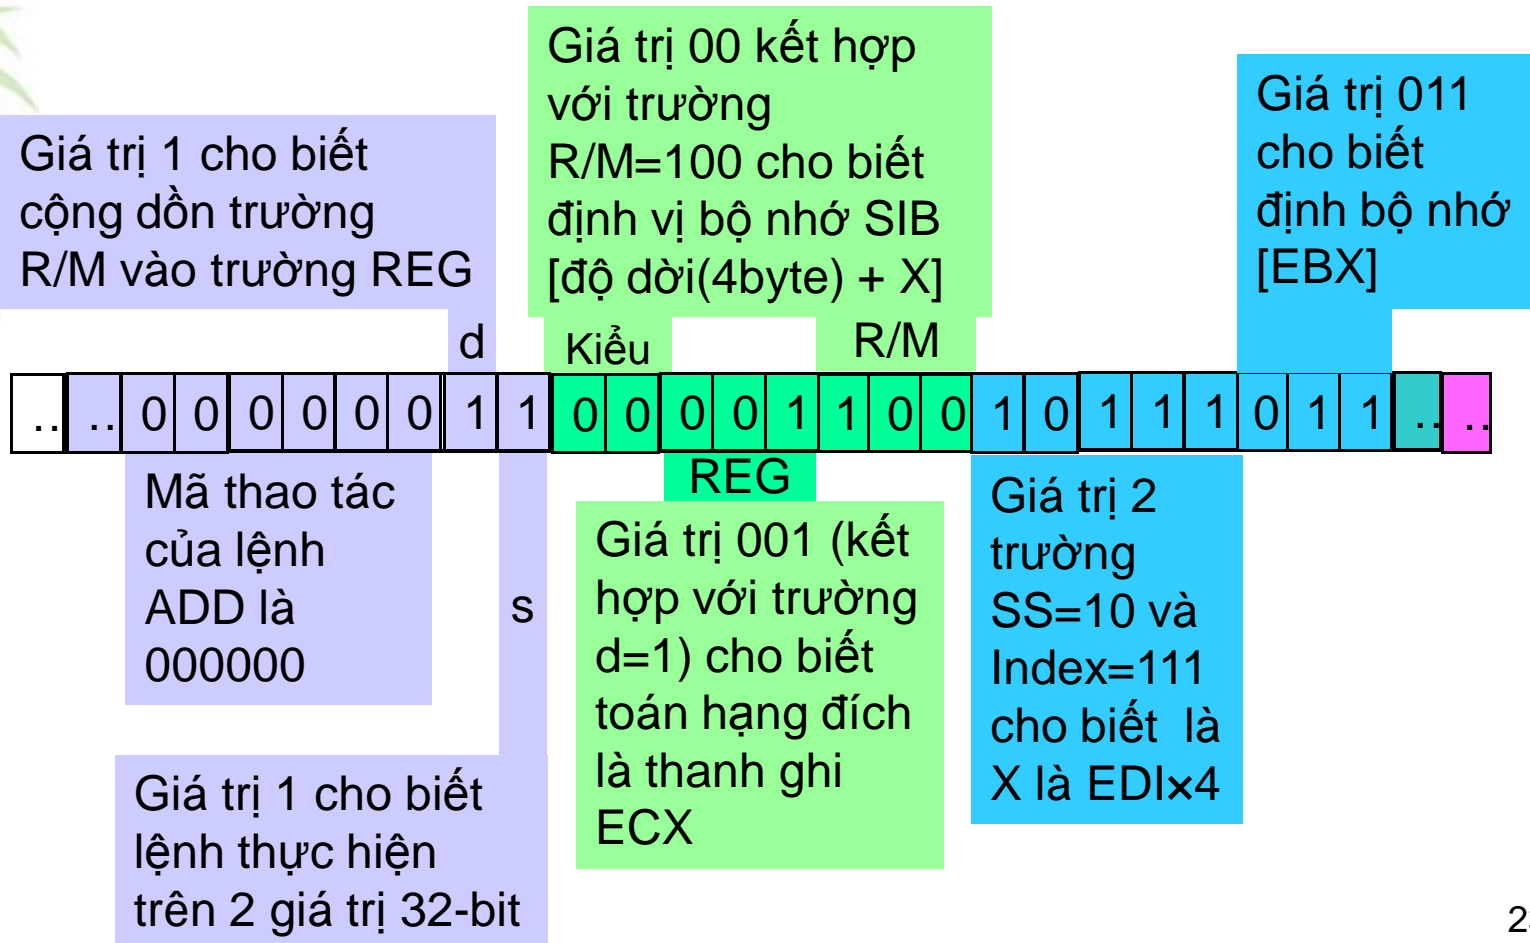 Giá trị 00 kết hợp
với trường
R/M=100 cho biết
định vị bộ nhớ SIB
[độ dời(4byte) + X]
Giá trị 011
cho biết
định bộ nhớ
[EBX]
Giá trị 1 cho biết
cộng dồn trường
R/M vào trường REG
d
Kiểu
R/M
.. .. 0 0 0 0 0 0 1 1 0 0 0 0 1 1 0 0 1 0 1 1 1 0 1 1 .. ..
REG
Mã thao tác
của lệnh
ADD là
000000
s
Giá trị 001 (kết
hợp với trường
d=1) cho biết
toán hạng đích
là thanh ghi
ECX
Giá trị 2
trường
SS=10 và
Index=111
cho biết là
X là EDI×4
Giá trị 1 cho biết
lệnh thực hiện
trên 2 giá trị 32-bit